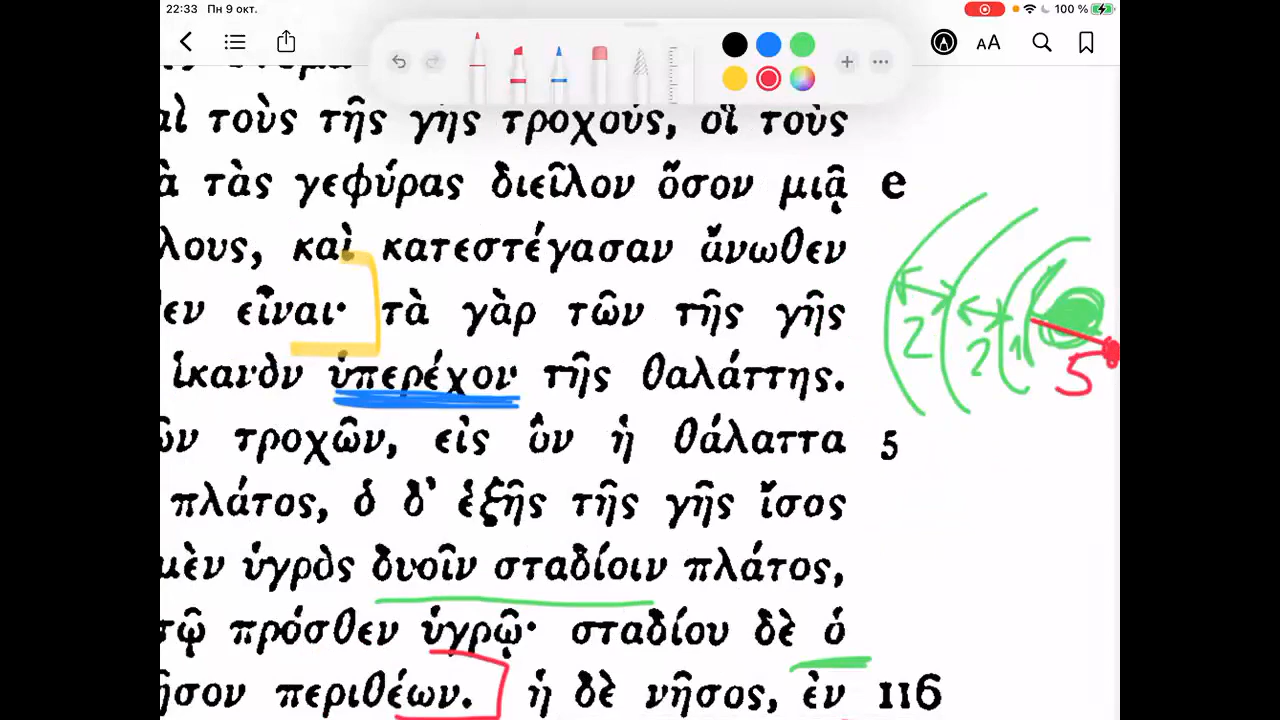 22:33 Пн 9 окт.
100 %
AA
αὶ τοὺς τῆς γῆς τροχούς, οἳ τοὺς
ὰ τὰς γεφύρας διεῖλον ὅσον μιᾷ e
λους, καὶ κατεστέγασαν ἄνωθεν
εν εἶναι· τὰ γὰρ τῶν τῆς γῆς
ἱκανὸν ὑπερέχον τῆς θαλάττης.
ῶν τροχῶν, εἰς ὃν ἡ θάλαττα 5
πλάτος, ὁ δ’ ἑξῆς τῆς γῆς ἴσος
μὲν ὑγρὸς δυοῖν σταδίοιν πλάτος,
τῷ πρόσθεν ὑγρῷ· σταδίου δὲ ὁ
ῆσον περιθέων. ἡ δὲ νῆσος, ἐν 116
2 2 1 5